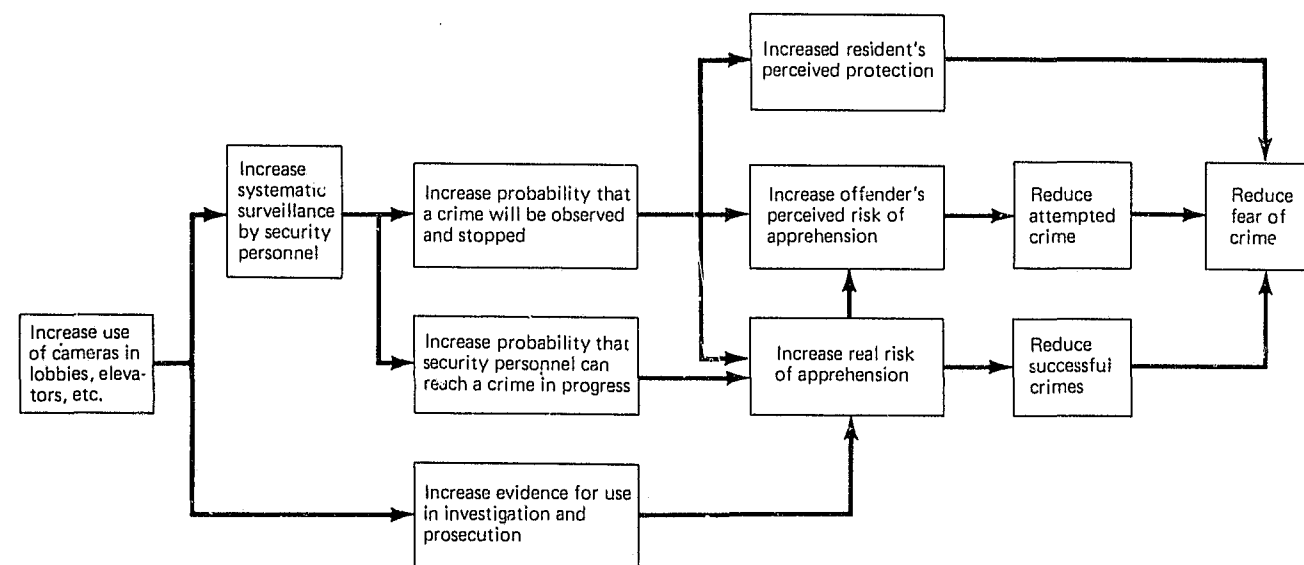 Increased resident's
perceived protection
Increase
systematic
surveillance
by security
personnel
Increase probability that
a crime will be observed
and stopped
Increase offender's
perceived risk of
apprehension
Reduce
attempted
crime
Reduce
fear of
crime
Increase use
of cameras in
lobbies, eleva-
tors, etc.
Increase probability that
security personnel can
reach a crime in progress
Increase real risk
of apprehension
Reduce
successful
crimes
Increase evidence for use
in investigation and
prosecution